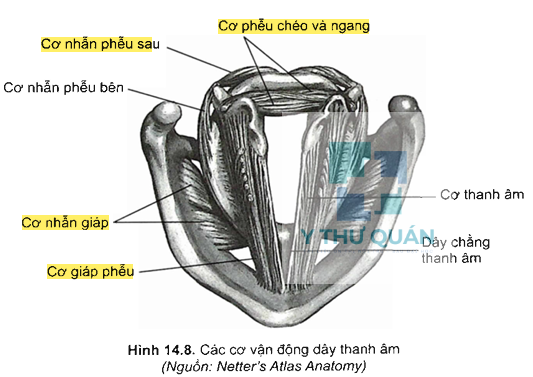 Cơ phễu chéo và ngang
Cơ nhẫn phễu sau
Cơ nhẫn phễu bên
Cơ thanh âm
Cơ nhẫn giáp
Y THƯ QUÁN
Dây chằng
thanh âm
Cơ giáp phễu
Hình 14.8. Các cơ vận động dây thanh âm
(Nguồn: Netter's Atlas Anatomy)